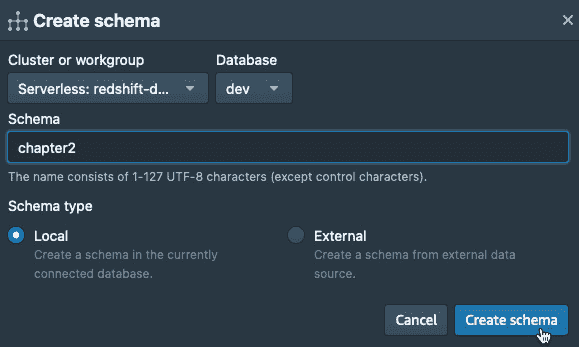 Create schema
Cluster or workgroup Database
Serverless: redshift-d... dev
Schema
chapter2
The name consists of 1-127 UTF-8 characters (except control characters).
Schema type
Local External
Create a schema in the currently Create a schema from external data
connected database. source.
Cancel Create schema